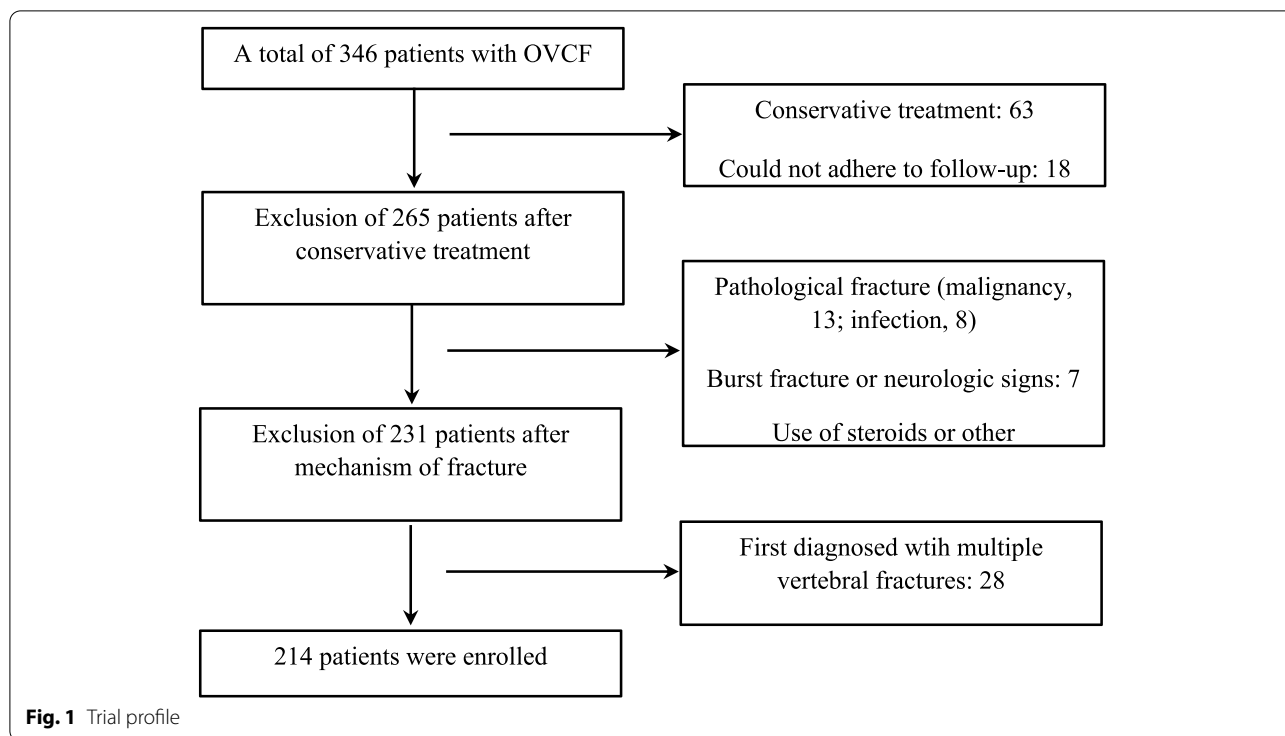 A total of 346 patients with OVCF
Conservative treatment: 63
Could not adhere to follow-up: 18
Exclusion of 265 patients after
conservative treatment
Pathological fracture (malignancy,
13; infection, 8)
Burst fracture or neurologic signs: 7
Use of steroids or other
Exclusion of 231 patients after
mechanism of fracture
First diagnosed wtih multiple
vertebral fractures: 28
214 patients were enrolled
Fig. 1 Trial profile